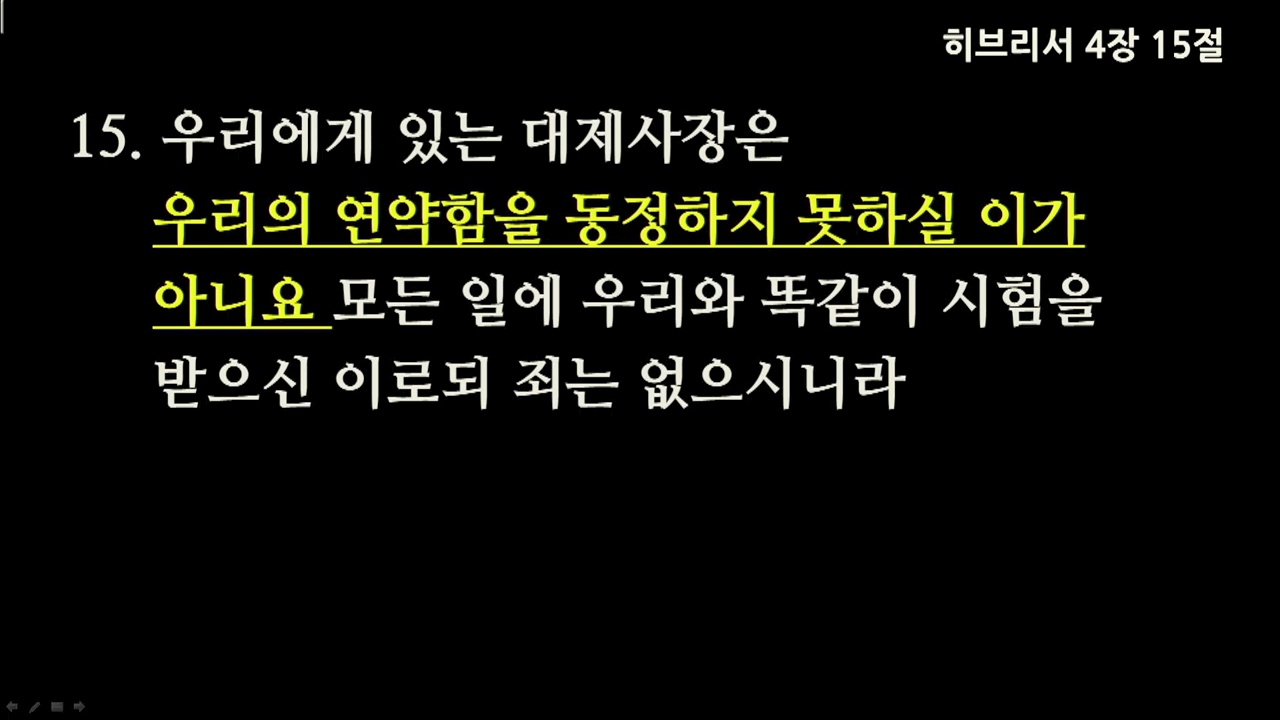 히브리서 4장 15절
15. 우리에게 있는 대제사장은
우리의 연약함을 동정하지 못하실 이가
아니요 모든 일에 우리와 똑같이 시험을
받으신 이로되 죄는 없으시니라